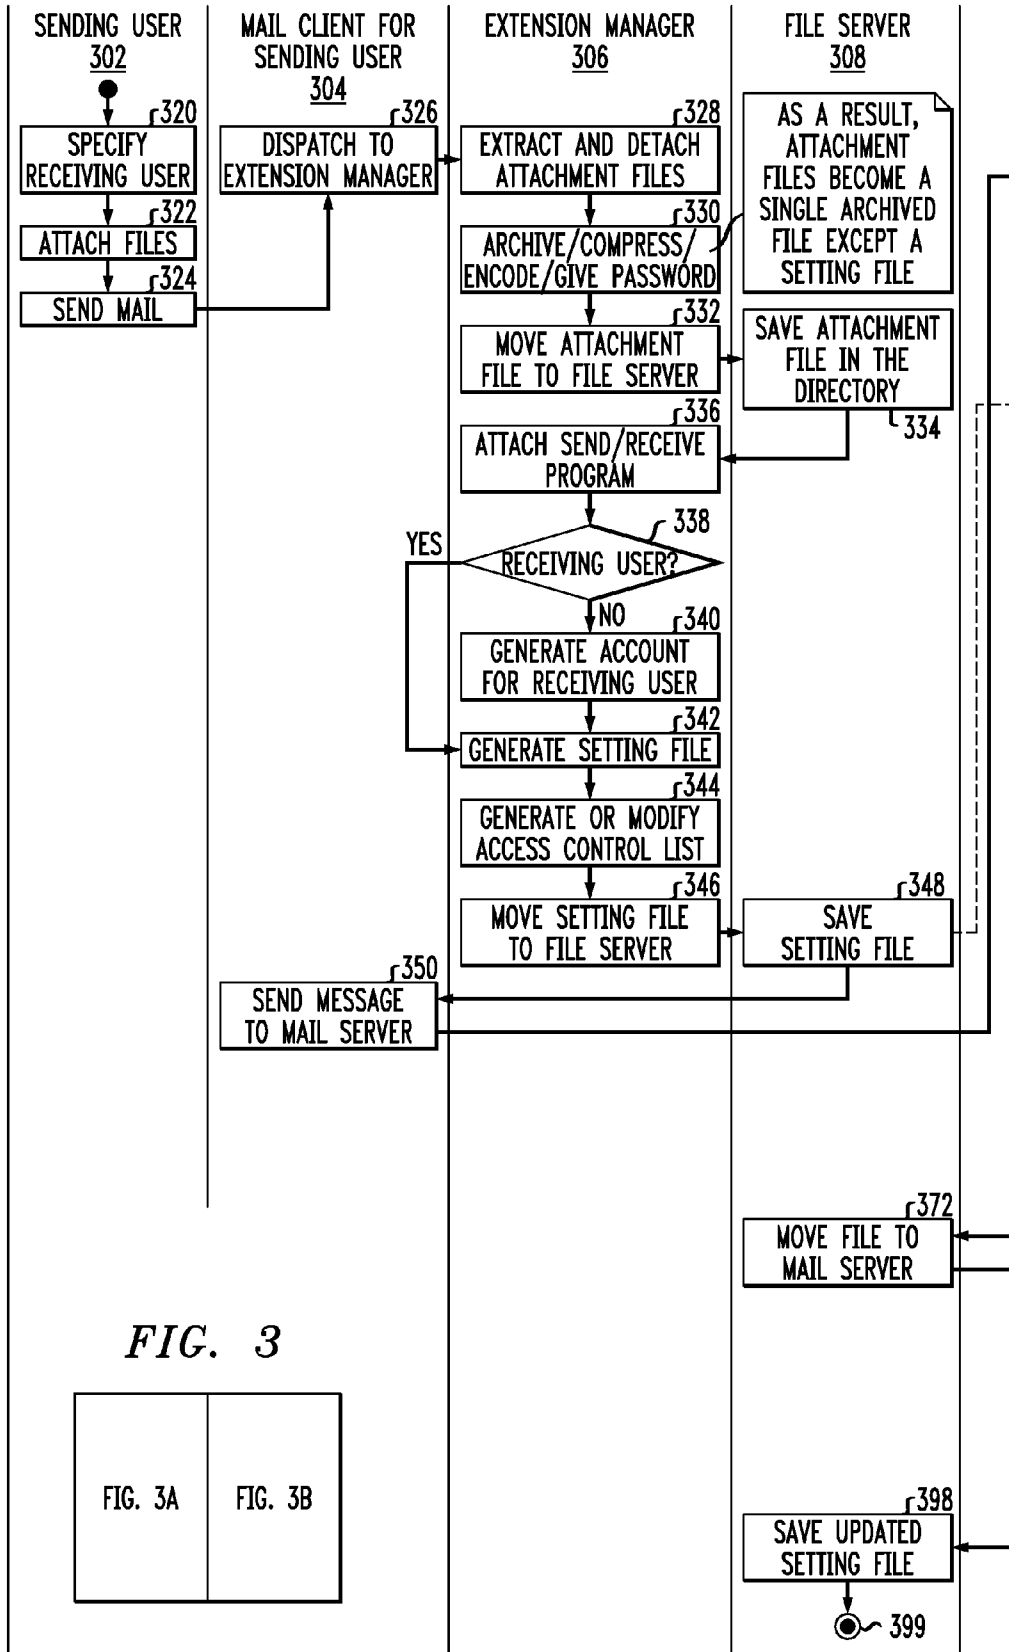 SENDING USER
302
MAIL CLIENT FOR
SENDING USER
304
EXTENSION MANAGER
306
FILE SERVER
308
320
SPECIFY
RECEIVING USER
322
ATTACH FILES
324
SEND MAIL
326
DISPATCH TO
EXTENSION MANAGER
328
EXTRACT AND DETACH
ATTACHMENT FILES
330
ARCHIVE/COMPRESS/
ENCODE/GIVE PASSWORD
AS A RESULT,
ATTACHMENT
FILES BECOME A
SINGLE ARCHIVED
FILE EXCEPT A
SETTING FILE
332
MOVE ATTACHMENT
FILE TO FILE SERVER
SAVE ATTACHMENT
FILE IN THE
DIRECTORY
334
336
ATTACH SEND/RECEIVE
PROGRAM
338
RECEIVING USER?
YES
NO
340
GENERATE ACCOUNT
FOR RECEIVING USER
342
GENERATE SETTING FILE
344
GENERATE OR MODIFY
ACCESS CONTROL LIST
346
MOVE SETTING FILE
TO FILE SERVER
348
SAVE
SETTING FILE
350
SEND MESSAGE
TO MAIL SERVER
372
MOVE FILE TO
MAIL SERVER
FIG. 3
FIG. 3A
FIG. 3B
398
SAVE UPDATED
SETTING FILE
399